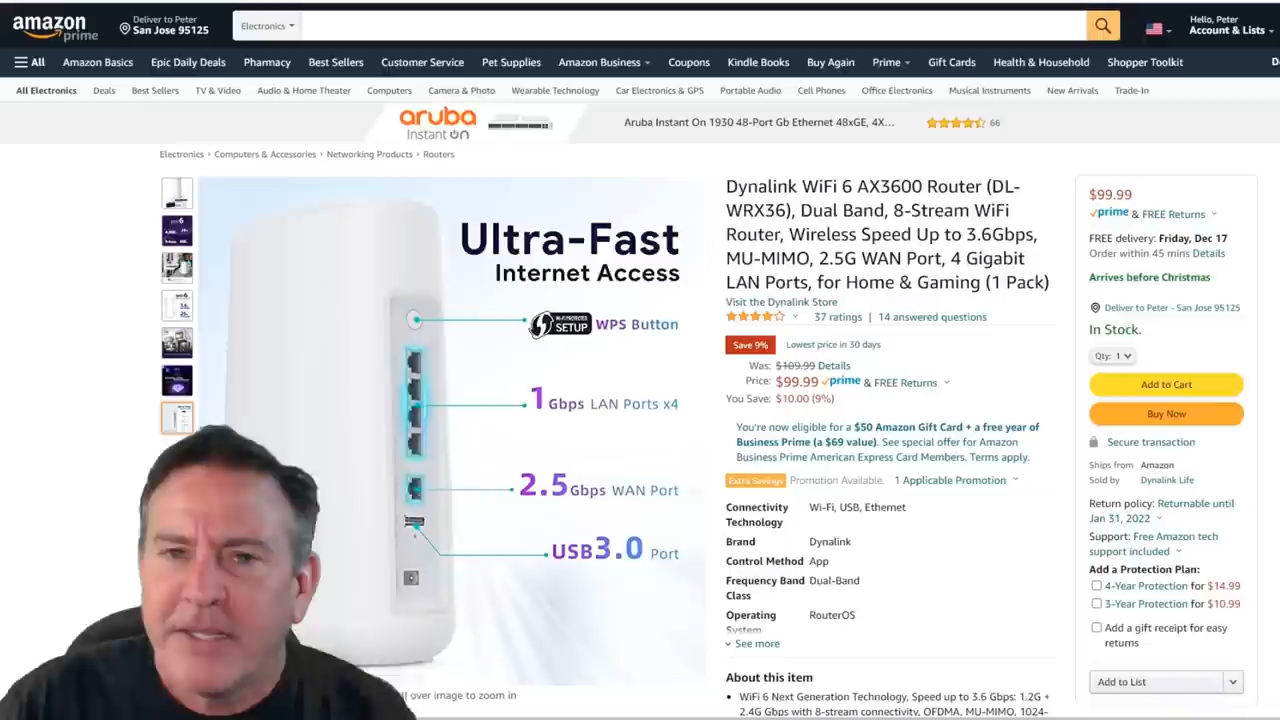 amazon
prime
Deliver to Peter
San Jose 95125
Electronics
Hello, Peter
Account & Lists
All
Amazon Basics
Epic Daily Deals
Pharmacy
Best Sellers
Customer Service
Pet Supplies
Amazon Business
Coupons
Kindle Books
Buy Again
Prime
Gift Cards
Health & Household
Shopper Toolkit
D
All Electronics
Deals
Best Sellers
TV & Video
Audio & Home Theater
Computers
Camera & Photo
Wearable Technology
Car Electronics & GPS
Portable Audio
Cell Phones
Office Electronics
Musical Instruments
New Arrivals
Trade-In
aruba
Instant On
Aruba Instant On 1930 48-Port Gb Ethernet 48xGE, 4X...
66
Electronics › Computers & Accessories › Networking Products › Routers
Ultra-Fast
Internet Access
WI-FI PROTECTED
SETUP
WPS Button
1Gbps LAN Ports x4
2.5Gbps WAN Port
USB3.0 Port
over image to zoom in
Dynalink WiFi 6 AX3600 Router (DL-
WRX36), Dual Band, 8-Stream WiFi
Router, Wireless Speed Up to 3.6Gbps,
MU-MIMO, 2.5G WAN Port, 4 Gigabit
LAN Ports, for Home & Gaming (1 Pack)
Visit the Dynalink Store
37 ratings | 14 answered questions
Save 9%
Lowest price in 30 days
Was: $109.99 Details
Price: $99.99 prime & FREE Returns
You Save: $10.00 (9%)
You're now eligible for a $50 Amazon Gift Card + a free year of
Business Prime (a $69 value). See special offer for Amazon
Business Prime American Express Card Members. Terms apply.
Extra Savings Promotion Available. 1 Applicable Promotion
Connectivity Wi-Fi, USB, Ethernet
Technology
Brand Dynalink
Control Method App
Frequency Band Dual-Band
Class
Operating RouterOS
System
See more
About this item
• WiFi 6 Next Generation Technology, Speed up to 3.6 Gbps: 1.2G +
2.4G Gbps with 8-stream connectivity, OFDMA, MU-MIMO, 1024-
$99.99
prime & FREE Returns
FREE delivery: Friday, Dec 17
Order within 45 mins Details
Arrives before Christmas
Deliver to Peter - San Jose 95125
In Stock.
Qty: 1
Add to Cart
Buy Now
Secure transaction
Ships from Amazon
Sold by Dynalink Life
Return policy: Returnable until
Jan 31, 2022
Support: Free Amazon tech
support included
Add a Protection Plan:
4-Year Protection for $14.99
3-Year Protection for $10.99
Add a gift receipt for easy
returns
Add to List